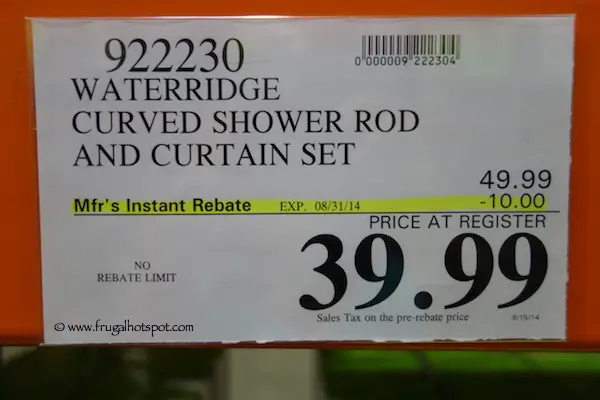 922230
0 000009 222304
WATERRIDGE
CURVED SHOWER ROD
AND CURTAIN SET
49.99
Mfr's Instant Rebate EXP. 08/31/14 -10.00
PRICE AT REGISTER
39.99
NO
REBATE LIMIT
Sales Tax on the pre-rebate price
8/15/14
© www.frugalhotspot.com